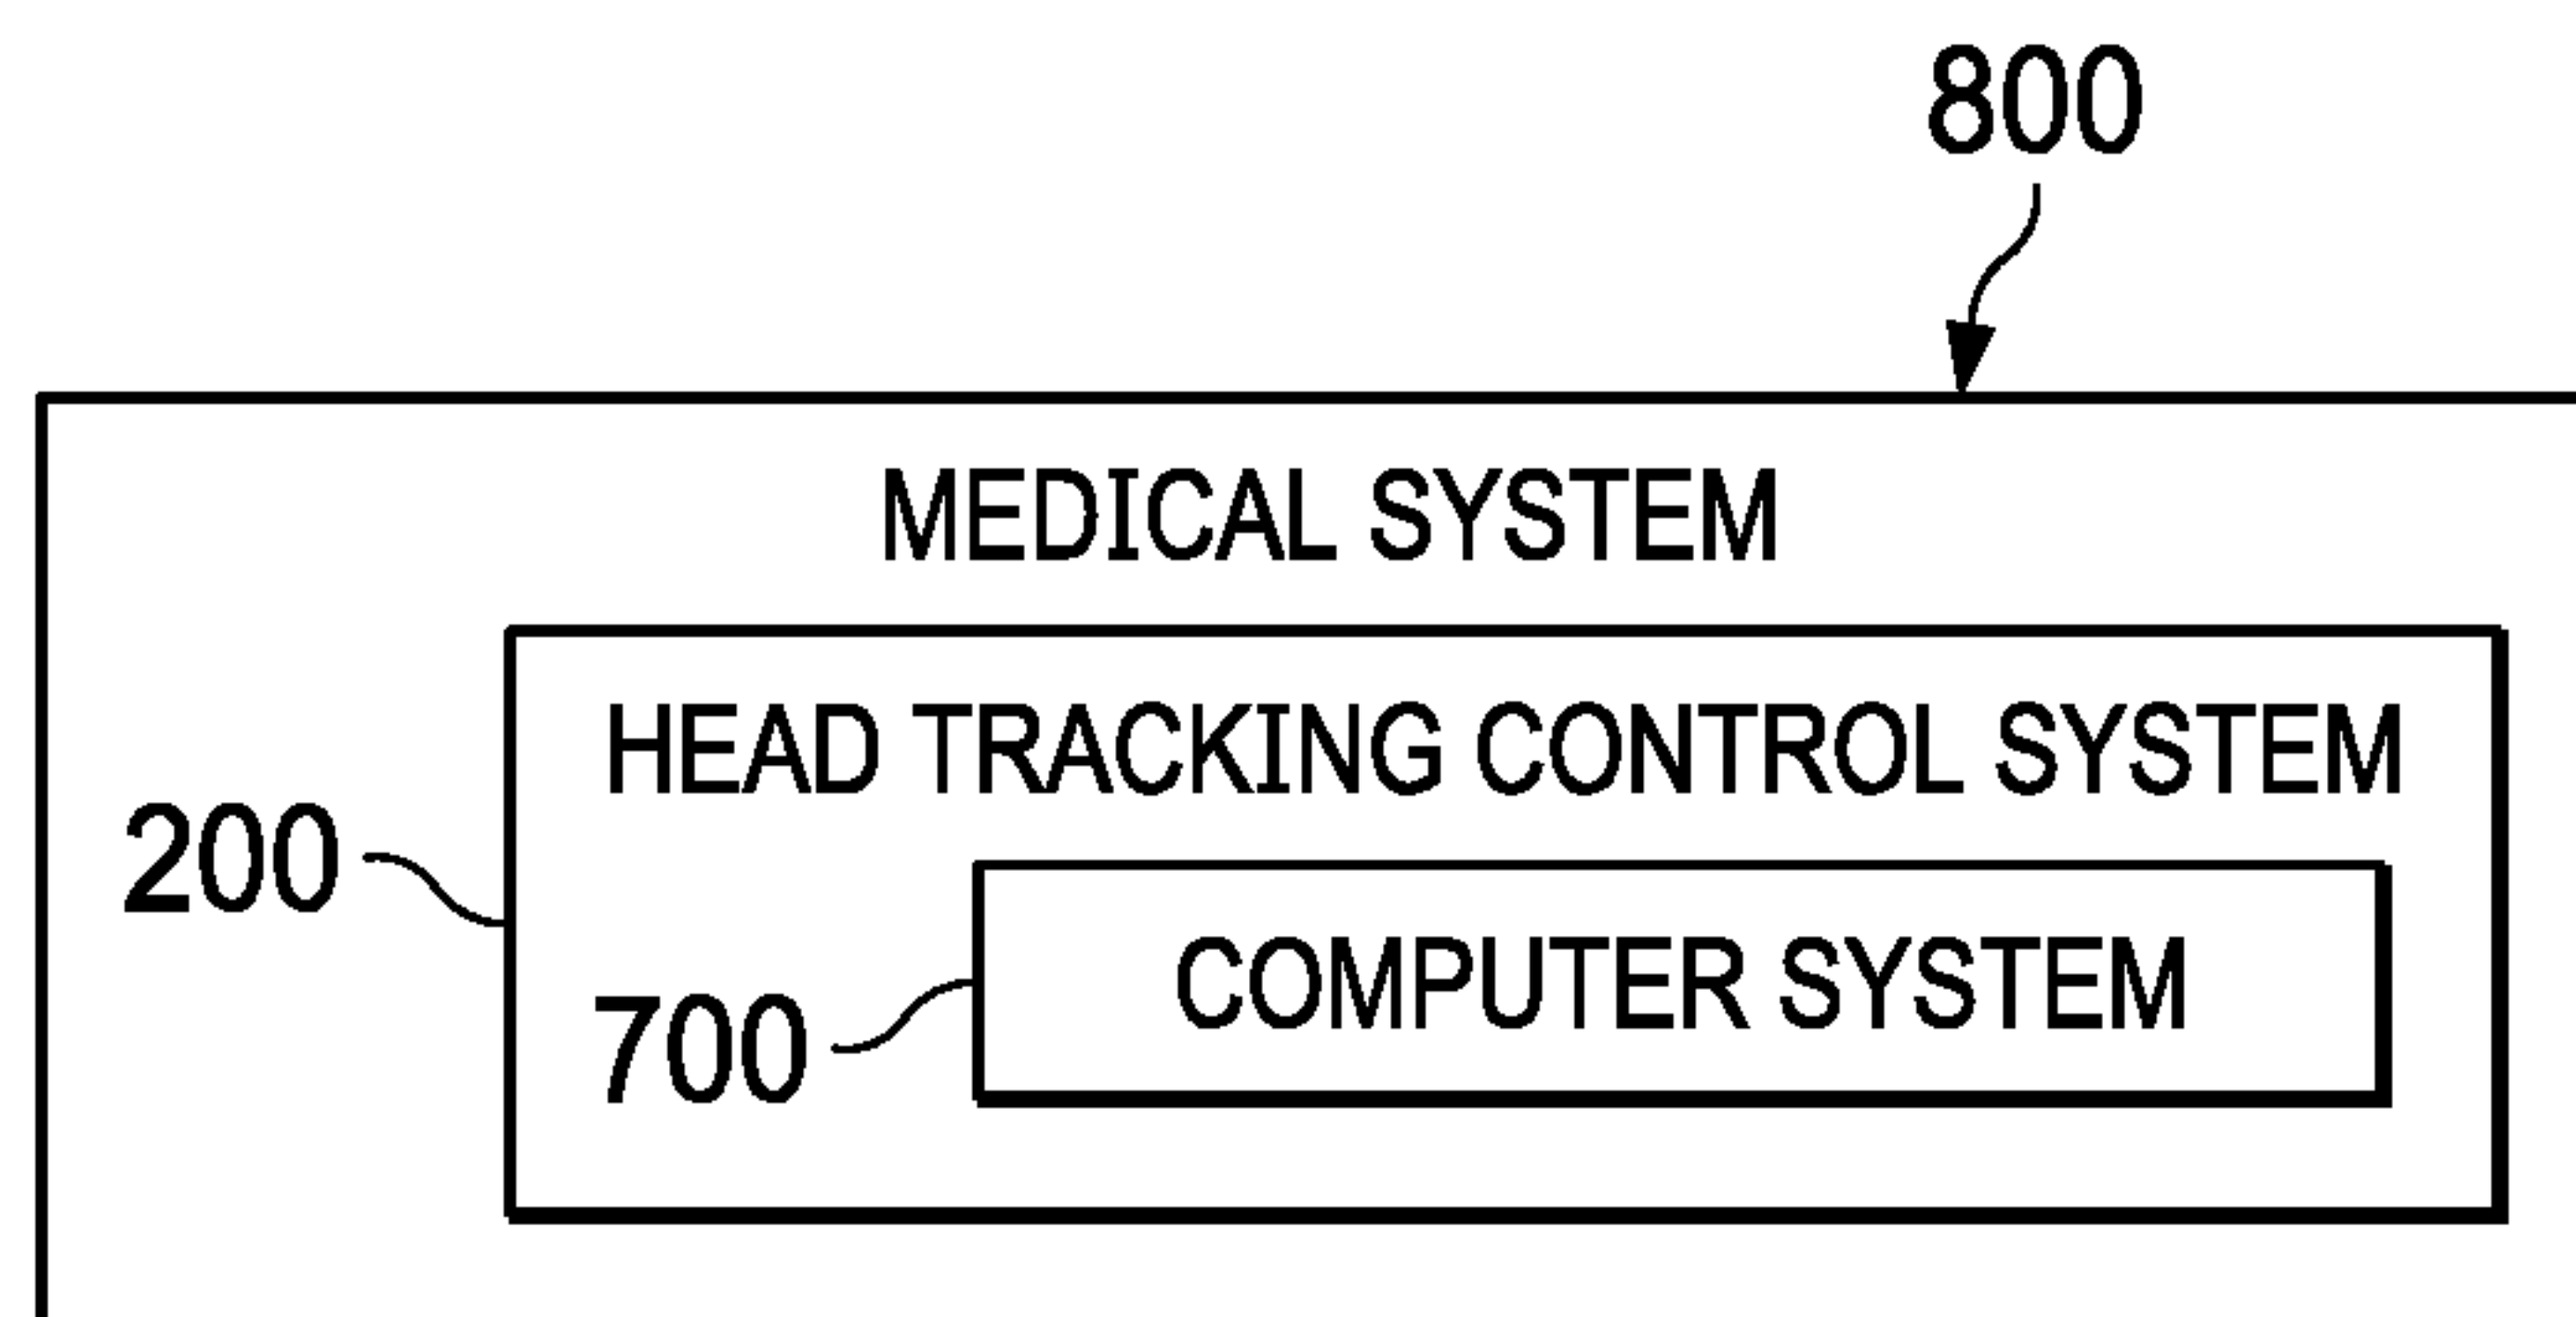 800
MEDICAL SYSTEM
HEAD TRACKING CONTROL SYSTEM
200
COMPUTER SYSTEM
700